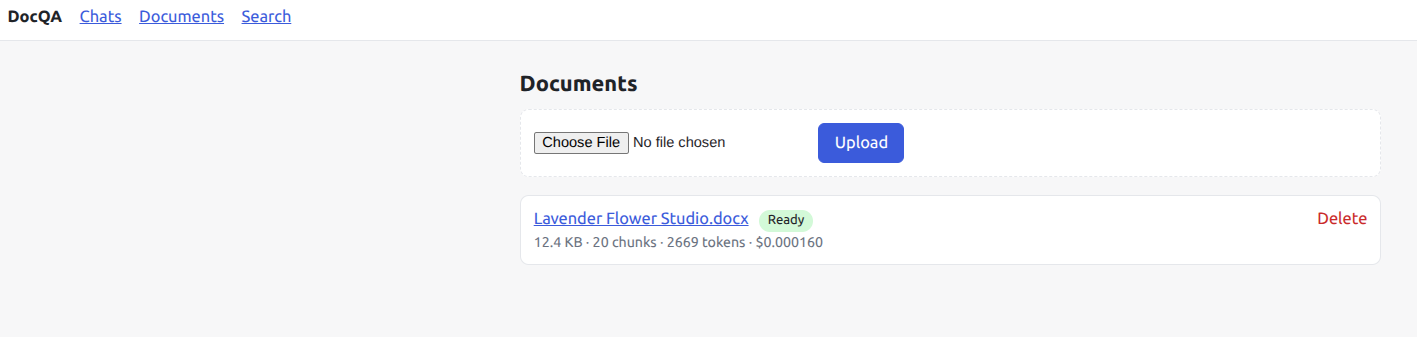 DocQA Chats Documents Search
Documents
Choose File No file chosen Upload
Lavender Flower Studio.docx Ready Delete
12.4 KB · 20 chunks · 2669 tokens · $0.000160